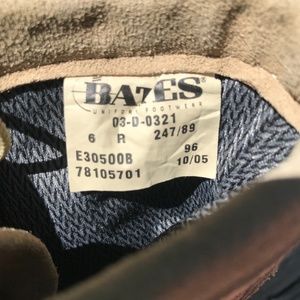 BATES®
UNIFORM FOOTWEAR
03-D-0321
6 R 247/89
E30500B 96
78105701 10/05